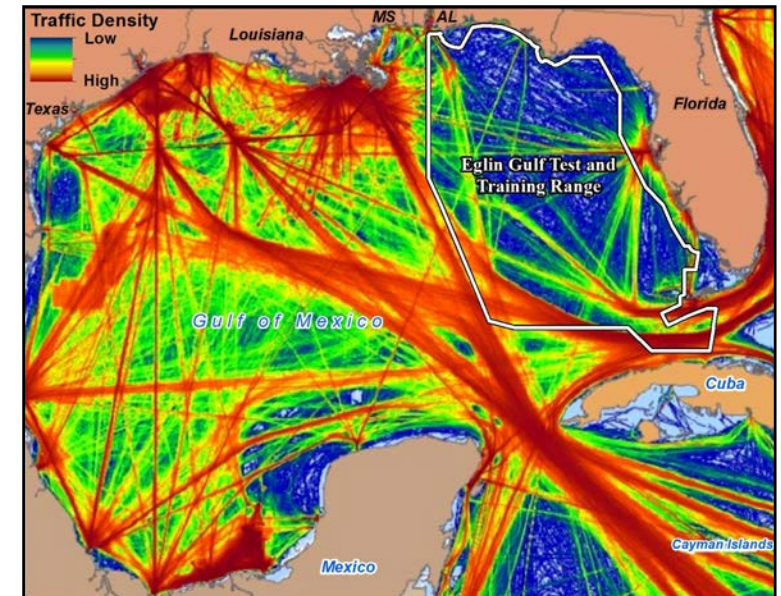 Traffic Density
Low
High
MS
AL
Louisiana
Texas
Florida
Eglin Gulf Test and
Training Range
Gulf of Mexico
Cuba
Cayman Islands
Mexico